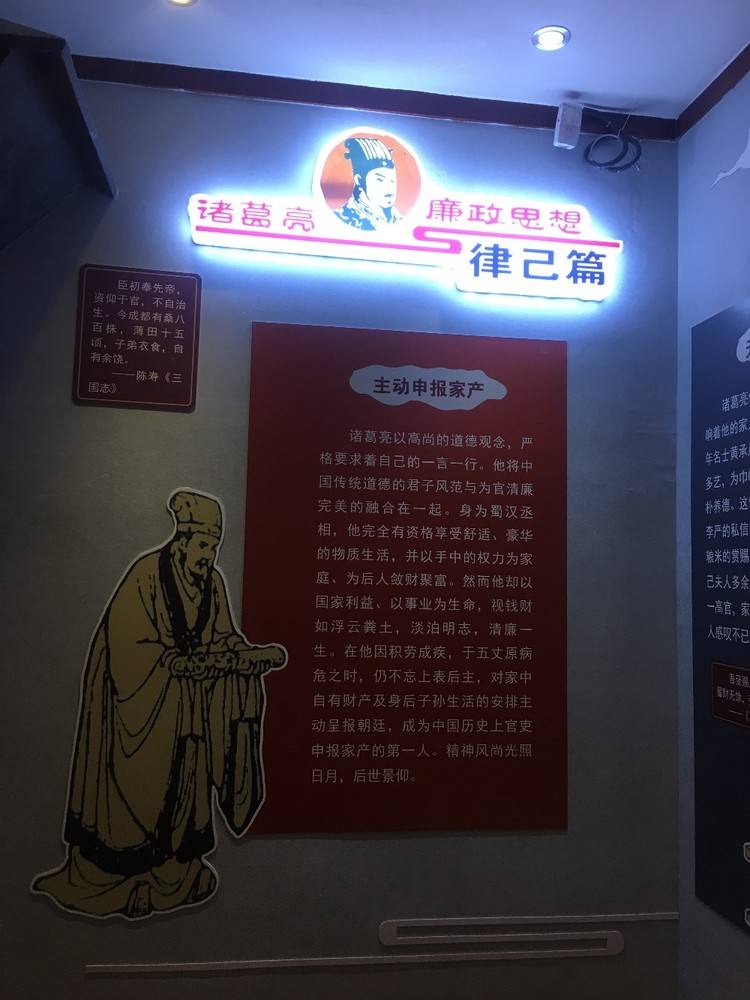 诸葛亮 廉政思想
律己篇
臣初奉先帝，
资仰于官，不自治
生。今成都有桑八
百株，薄田十五
顷，子弟衣食，自
有余饶。
——陈寿《三
国志》
主动申报家产
诸葛亮以高尚的道德观念，严
格要求着自己的一言一行。他将中
国传统道德的君子风范与为官清廉
完美的融合在一起。身为蜀汉丞
相，他完全有资格享受舒适、豪华
的物质生活，并以手中的权力为家
庭、为后人敛财聚富。然而他却以
国家利益、以事业为生命，视钱财
如浮云粪土，淡泊明志，清廉一
生。在他因积劳成疾，于五丈原病
危之时，仍不忘上表后主，对家中
自有财产及身后子孙生活的安排主
动呈报朝廷，成为中国历史上官吏
申报家产的第一人。精神风尚光照
日月，后世景仰。
诸葛亮
响着他的家
年名士黄承
多艺，为巾
朴养德。这
李严的私信
粮米的赏赐
己夫人多余
一高官，家
人感叹不已
吾受赐